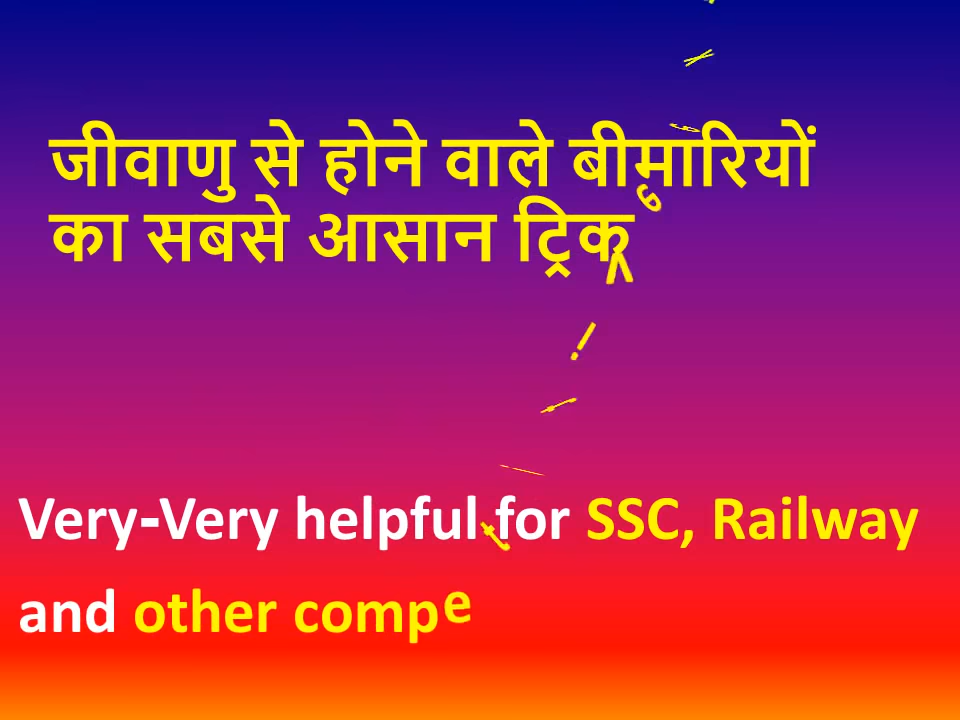 जीवाणु से होने वाले बीमारियों
का सबसे आसान ट्रिक
Very-Very helpful for SSC, Railway
and other compe